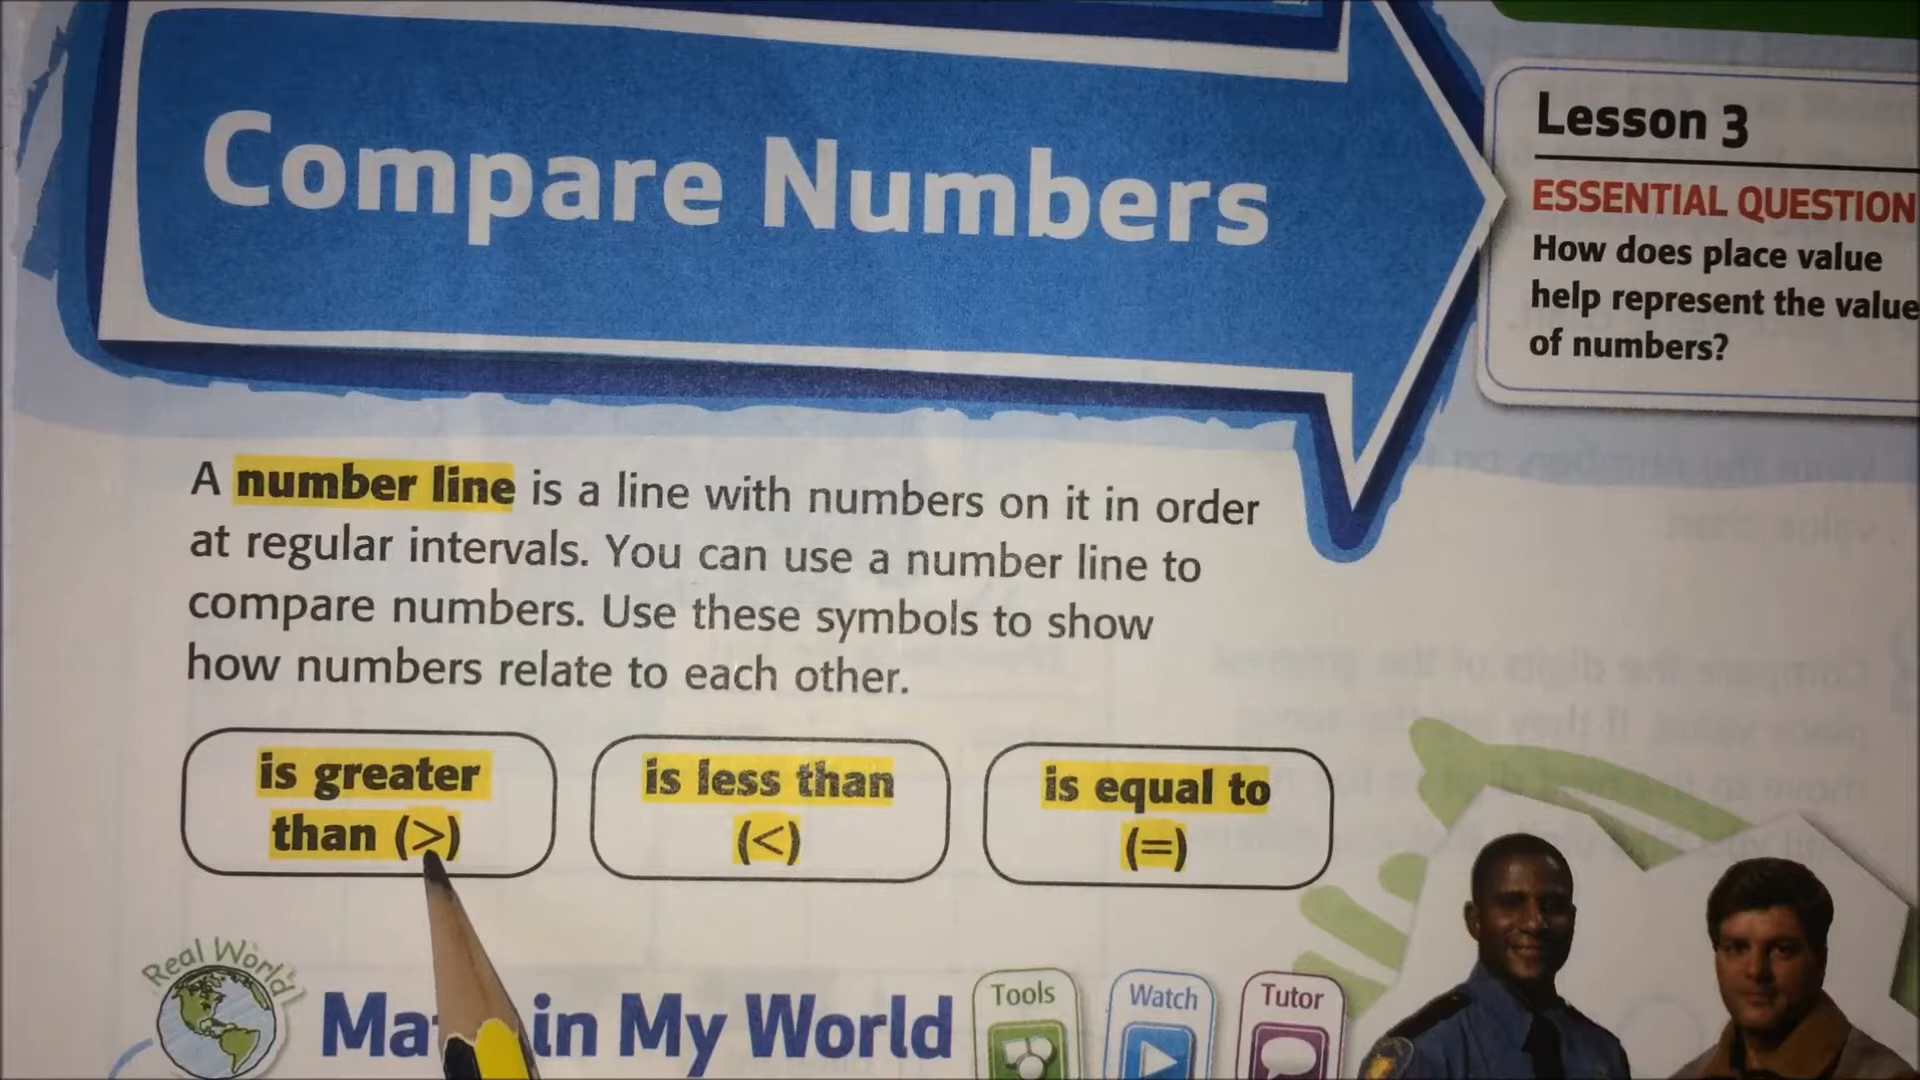 Compare Numbers
Lesson 3
ESSENTIAL QUESTION
How does place value
help represent the value
of numbers?
A number line is a line with numbers on it in order
at regular intervals. You can use a number line to
compare numbers. Use these symbols to show
how numbers relate to each other.
is greater
than (>)
is less than
(<)
is equal to
(=)
Real World
in My World
Tools
Watch
Tutor